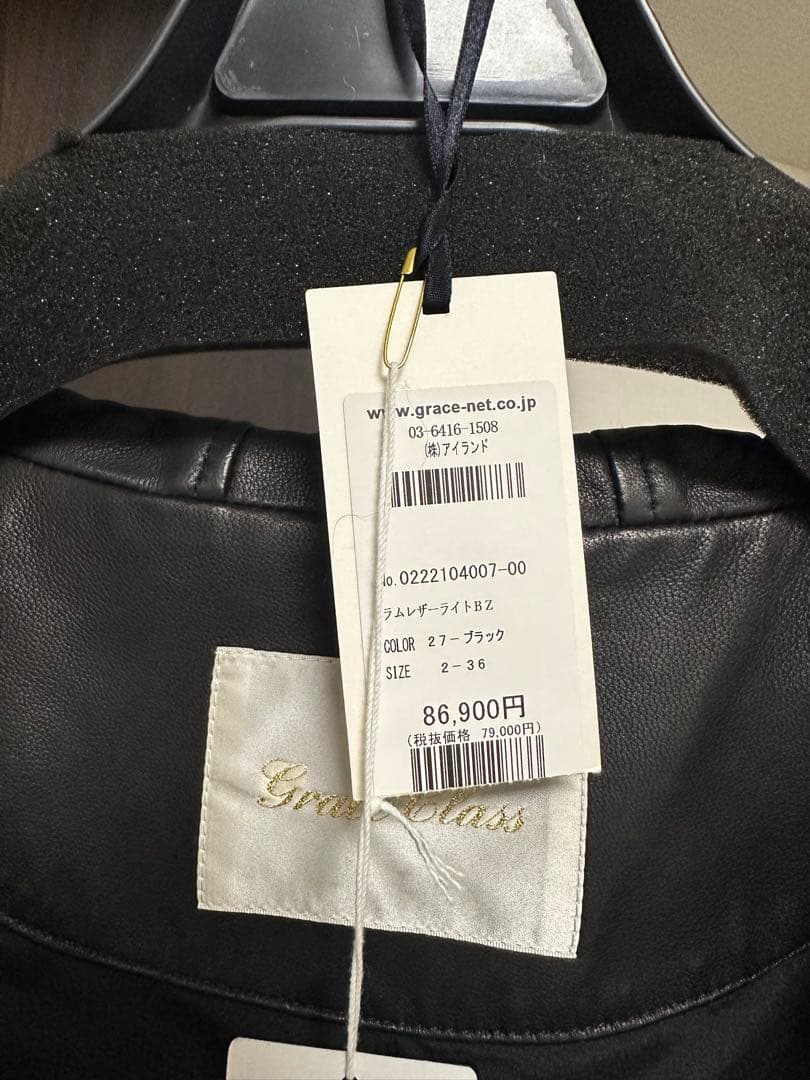 www.grace-net.co.jp
03-6416-1508
(株)アイランド
No.0222104007-00
ラムレザーライトBZ
COLOR 27-ブラック
SIZE 2-36
86,900円
(税抜価格 79,000円)
Grace Class